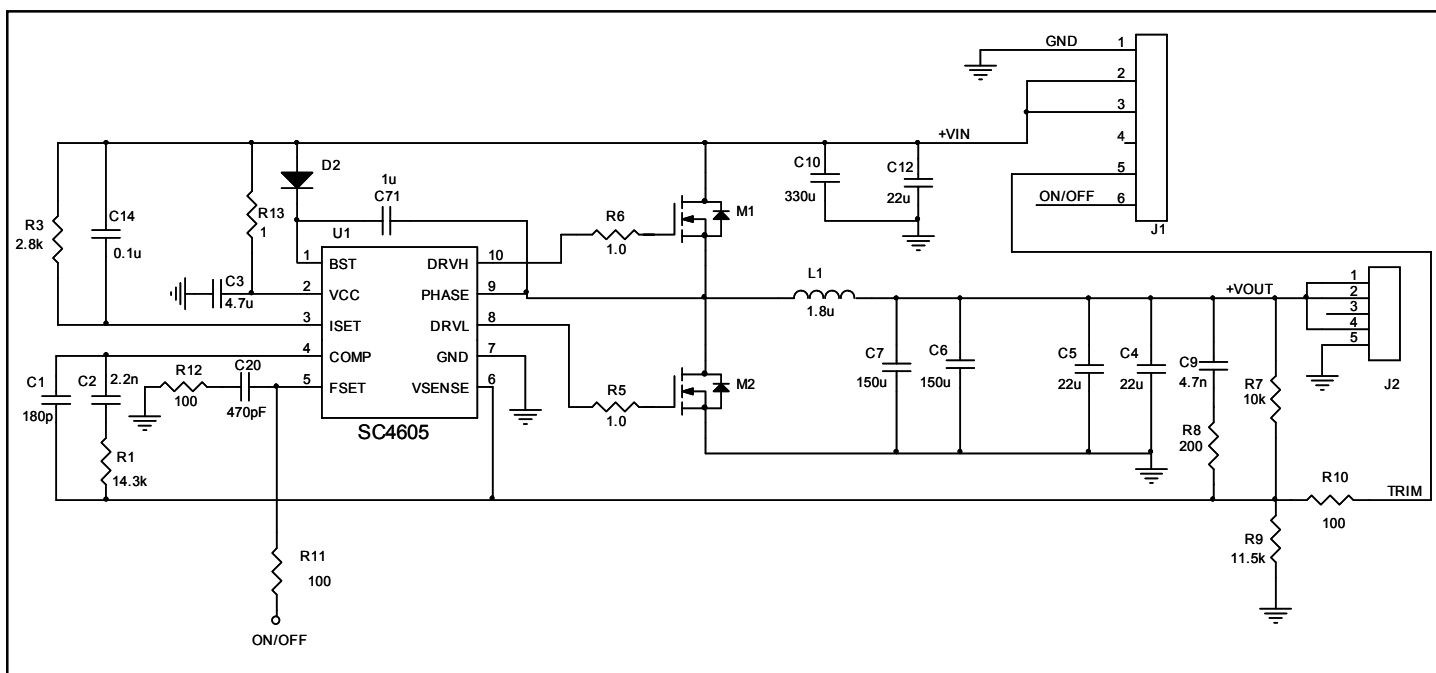 GND
1
2
3
4
5
6
J1
+VIN
ON/OFF
D2
1u
C71
C10
330u
C12
22u
R3
2.8k
C14
0.1u
R13
1
U1
R6
1.0
M1
1
BST
DRVH
10
C3
4.7u
2
VCC
PHASE
9
3
ISET
DRVL
8
4
COMP
GND
7
5
FSET
VSENSE
6
SC4605
L1
1.8u
+VOUT
1
2
3
4
5
J2
C1
180p
C2
2.2n
R12
100
C20
470pF
R5
1.0
M2
C7
150u
C6
150u
C5
22u
C4
22u
C9
4.7n
R7
10k
R1
14.3k
R8
200
R10
100
TRIM
R9
11.5k
R11
100
ON/OFF